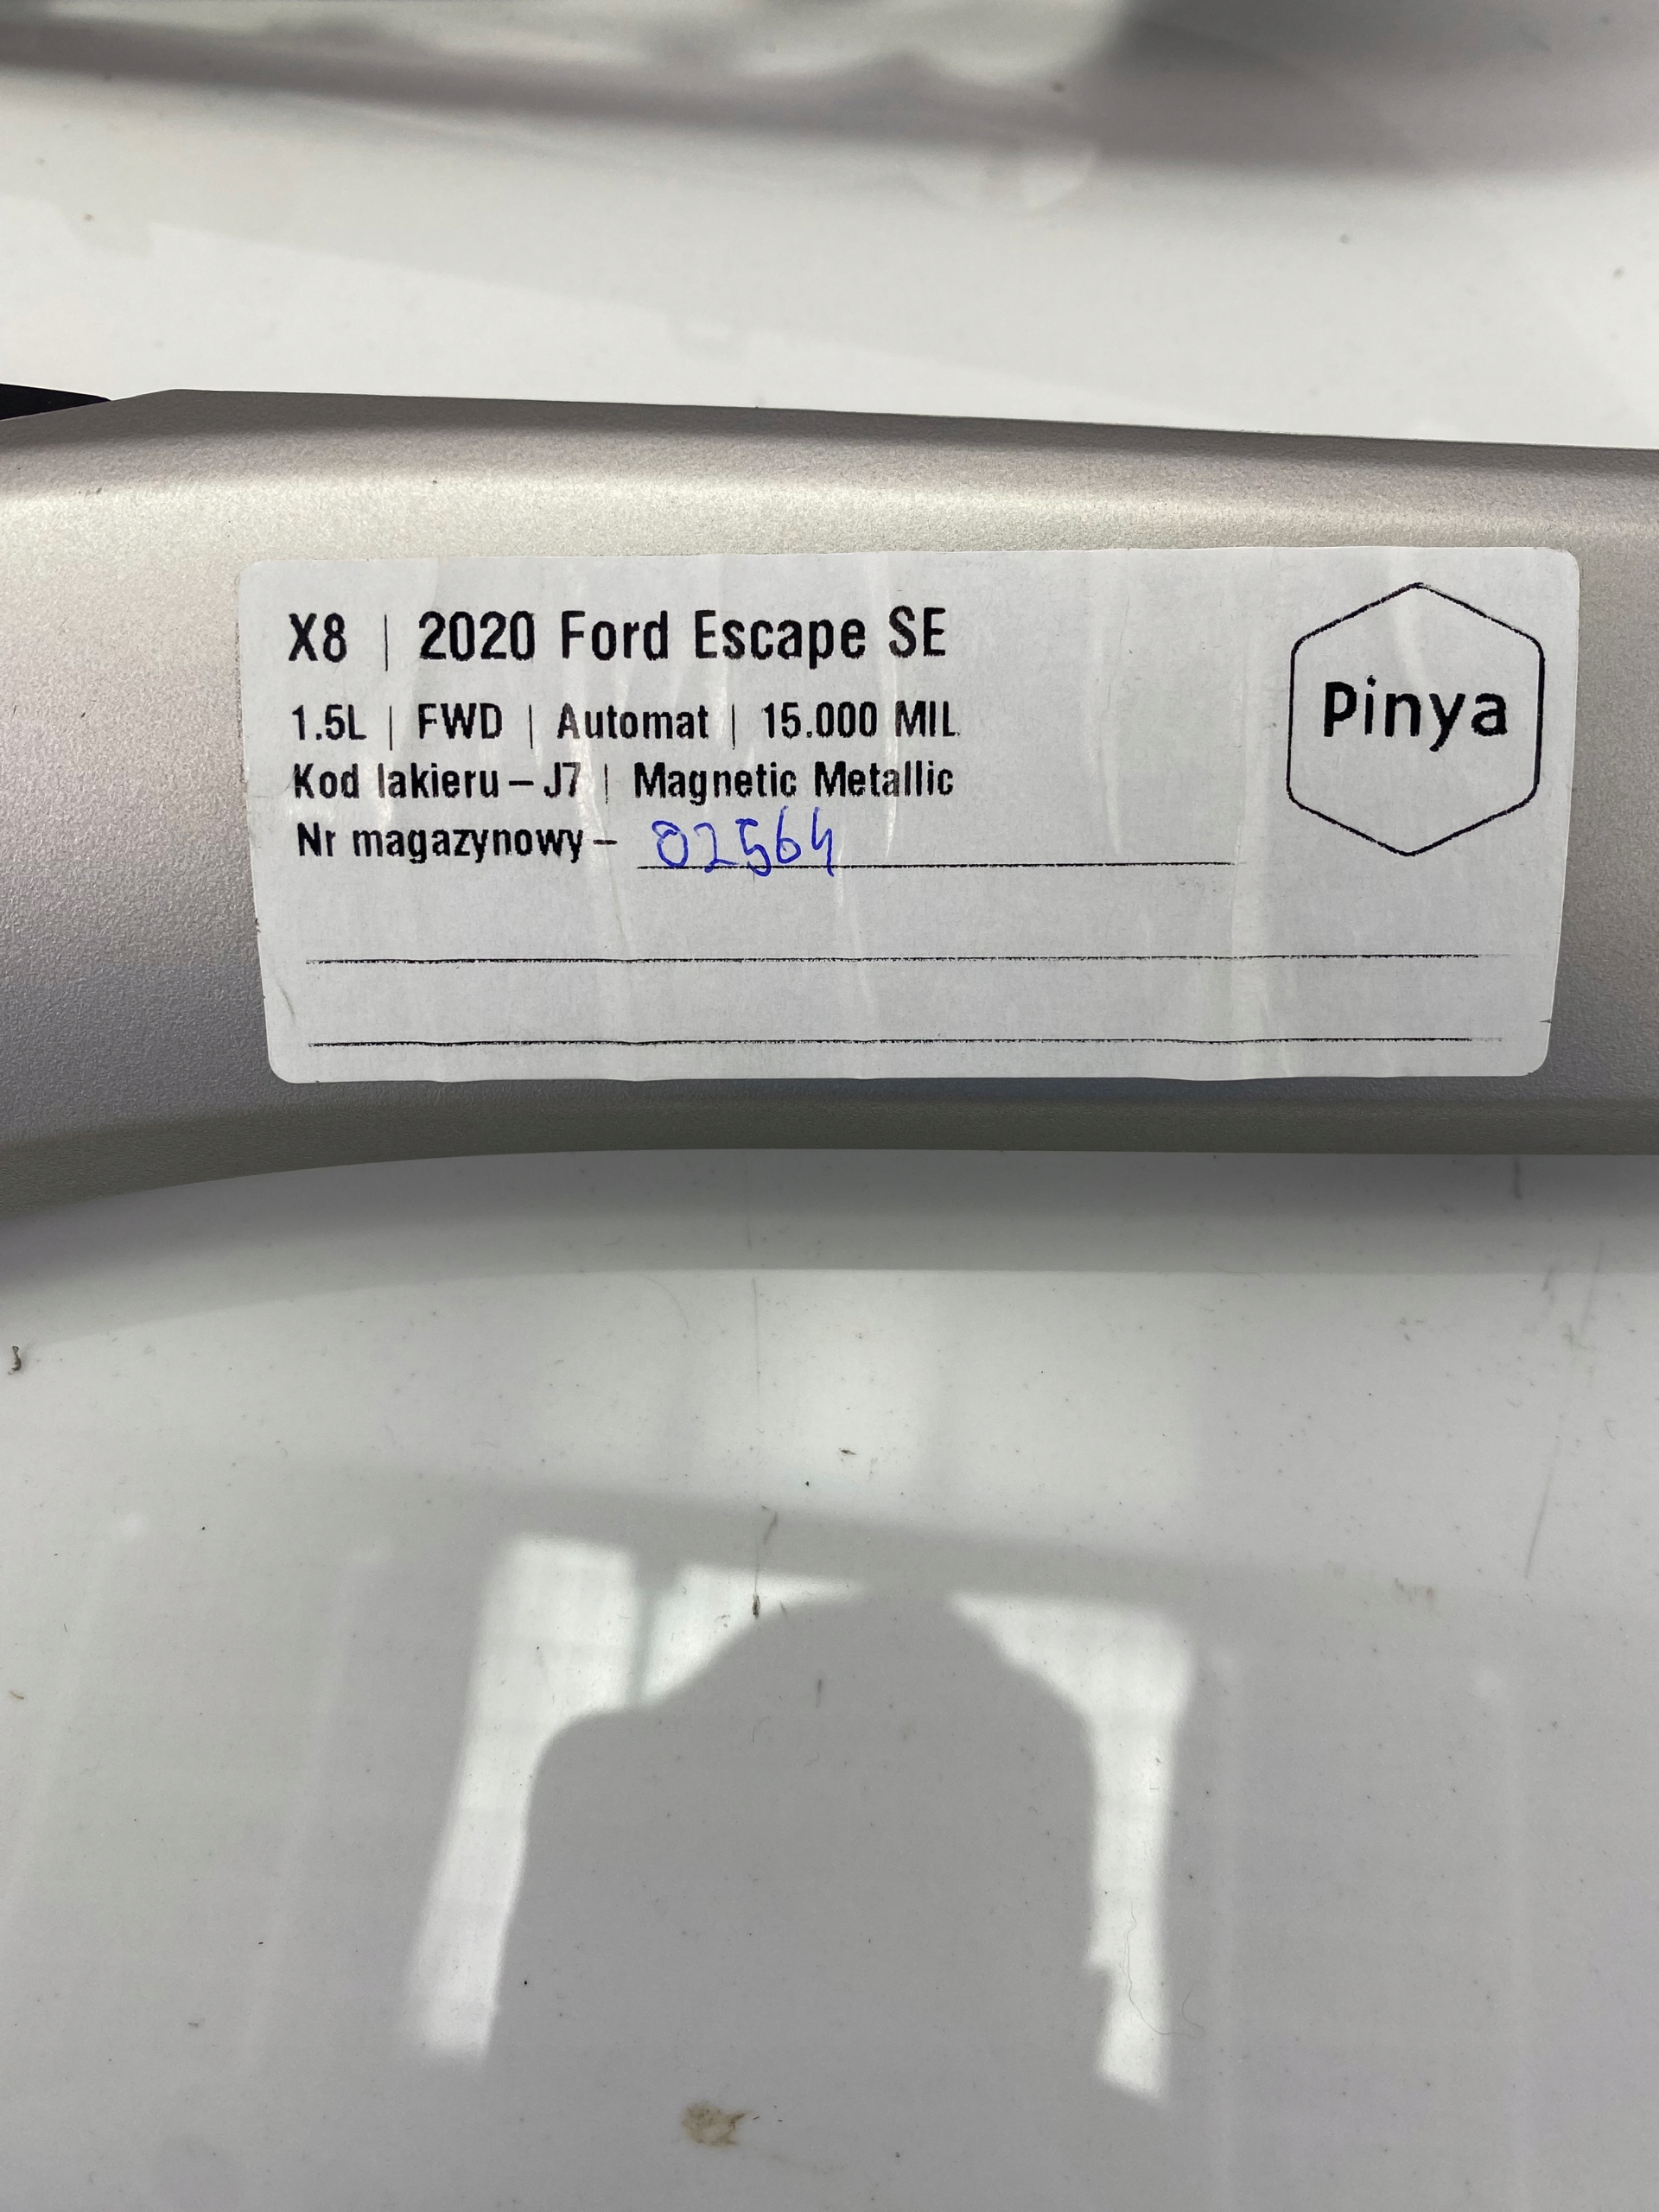 X8 | 2020 Ford Escape SE
1.5L | FWD | Automat | 15.000 MIL
Kod lakieru – J7 | Magnetic Metallic
Nr magazynowy – 02564
Pinya